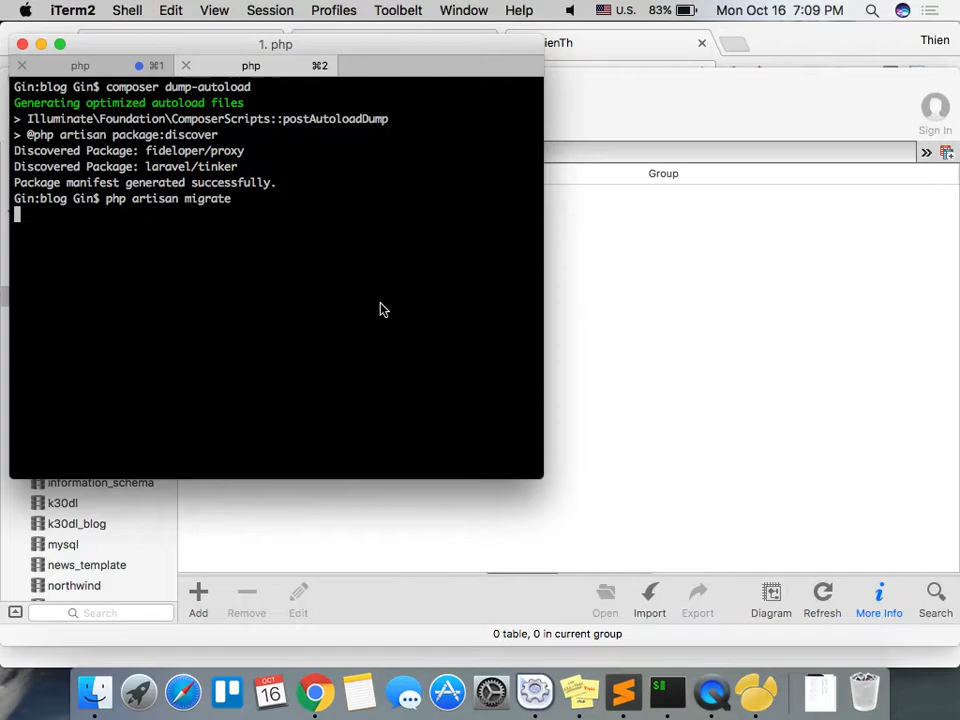 iTerm2 Shell Edit View Session Profiles Toolbelt Window Help U.S. 83% Mon Oct 16 7:09 PM
1. php
ienTh
Thien
php ⌘1 php ⌘2
Gin:blog Gin$ composer dump-autoload
Generating optimized autoload files
> Illuminate\Foundation\ComposerScripts::postAutoloadDump
> @php artisan package:discover
Discovered Package: fideloper/proxy
Discovered Package: laravel/tinker
Package manifest generated successfully.
Gin:blog Gin$ php artisan migrate
Sign In
»
Group
information_schema
k30dl
k30dl_blog
mysql
news_template
northwind
Search
Add Remove Edit Open Import Export Diagram Refresh More Info Search
0 table, 0 in current group
OCT
16
$